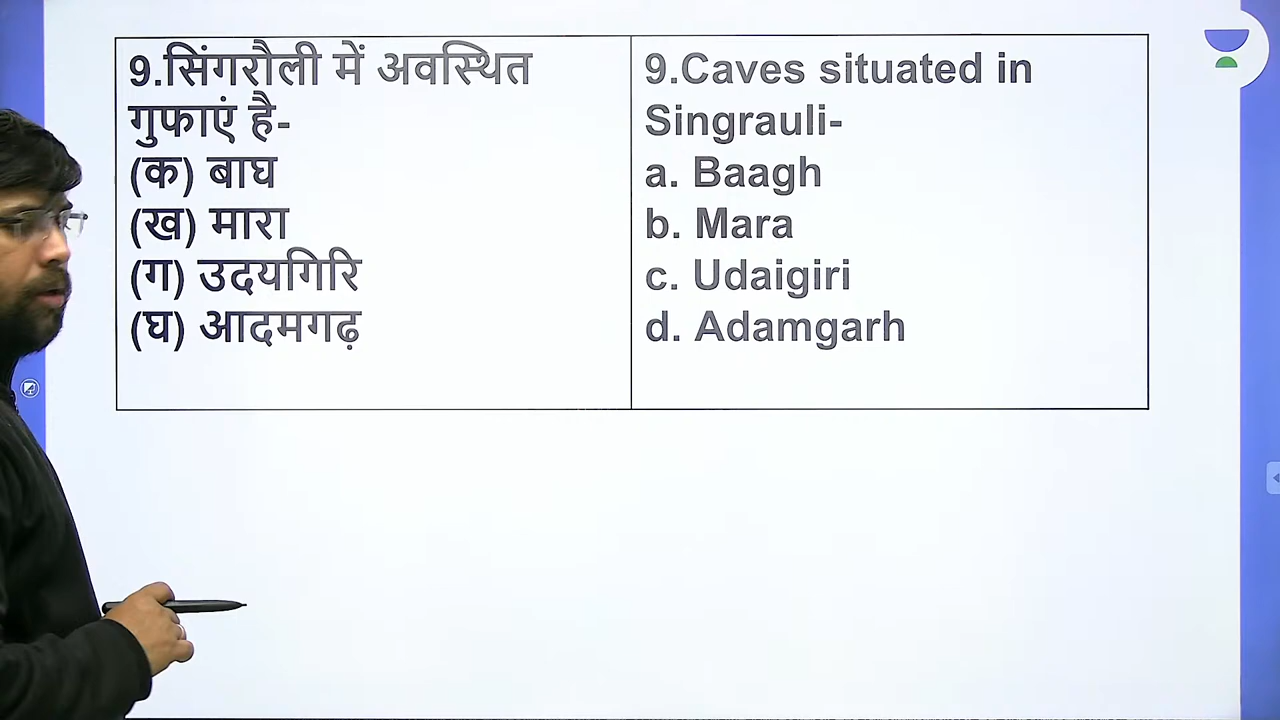 9.सिंगरौली में अवस्थित
गुफाएं है-
(क) बाघ
(ख) मारा
(ग) उदयगिरि
(घ) आदमगढ़
9.Caves situated in
Singrauli-
a. Baagh
b. Mara
c. Udaigiri
d. Adamgarh